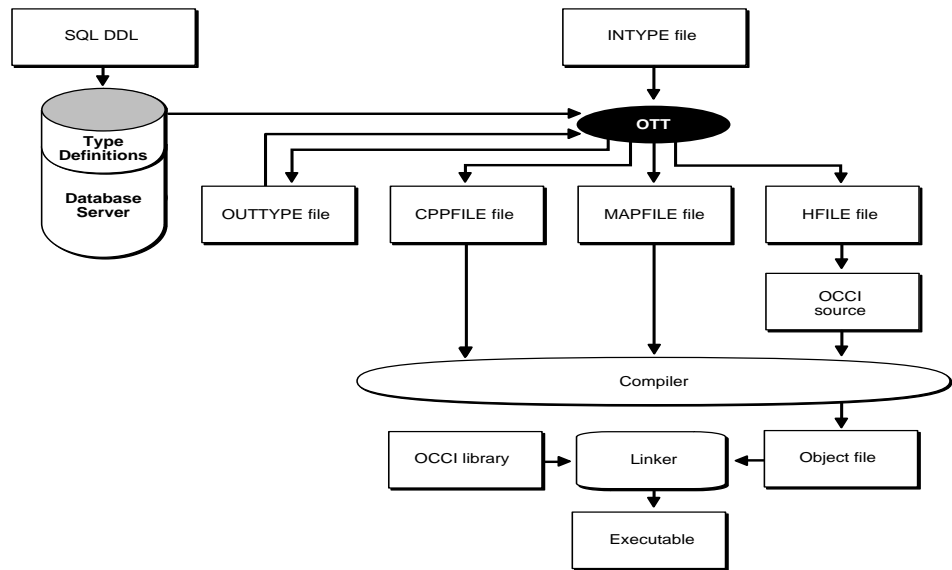 SQL DDL
INTYPE file
OTT
Type
Definitions
Database
Server
OUTTYPE file
CPPFILE file
MAPFILE file
HFILE file
OCCI
source
Compiler
OCCI library
Linker
Object file
Executable